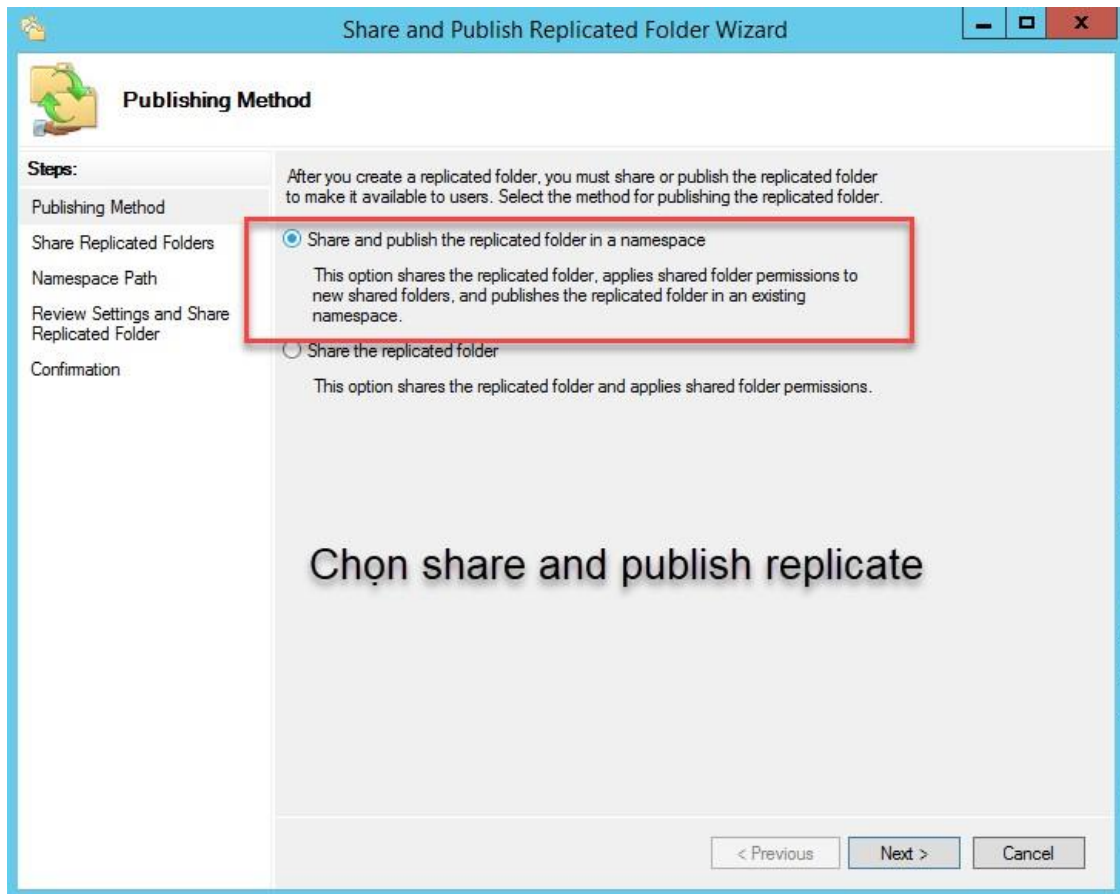 Share and Publish Replicated Folder Wizard
Publishing Method
Steps:
Publishing Method
Share Replicated Folders
Namespace Path
Review Settings and Share
Replicated Folder
Confirmation
After you create a replicated folder, you must share or publish the replicated folder
to make it available to users. Select the method for publishing the replicated folder.
Share and publish the replicated folder in a namespace
This option shares the replicated folder, applies shared folder permissions to
new shared folders, and publishes the replicated folder in an existing
namespace.
Share the replicated folder
This option shares the replicated folder and applies shared folder permissions.
Chọn share and publish replicate
< Previous
Next >
Cancel